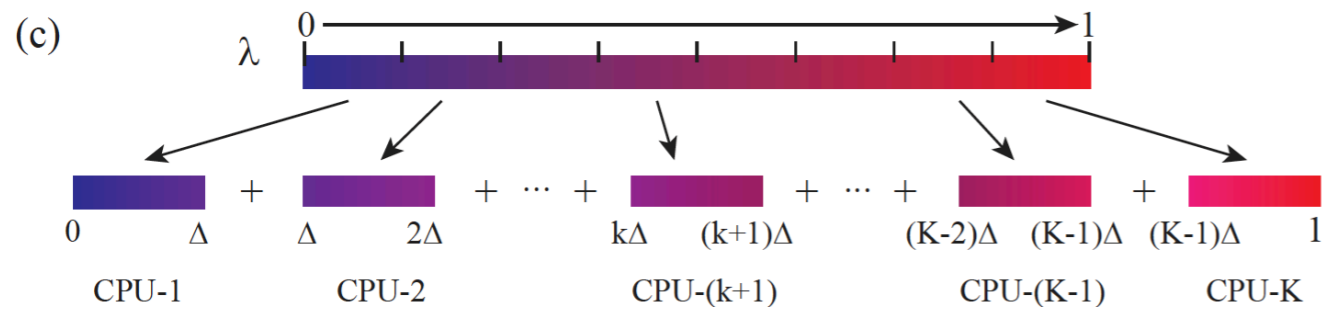 (c)
0 1
λ
+ + ··· + + ··· + +
0 Δ Δ 2Δ kΔ (k+1)Δ (K-2)Δ (K-1)Δ (K-1)Δ 1
CPU-1 CPU-2 CPU-(k+1) CPU-(K-1) CPU-K